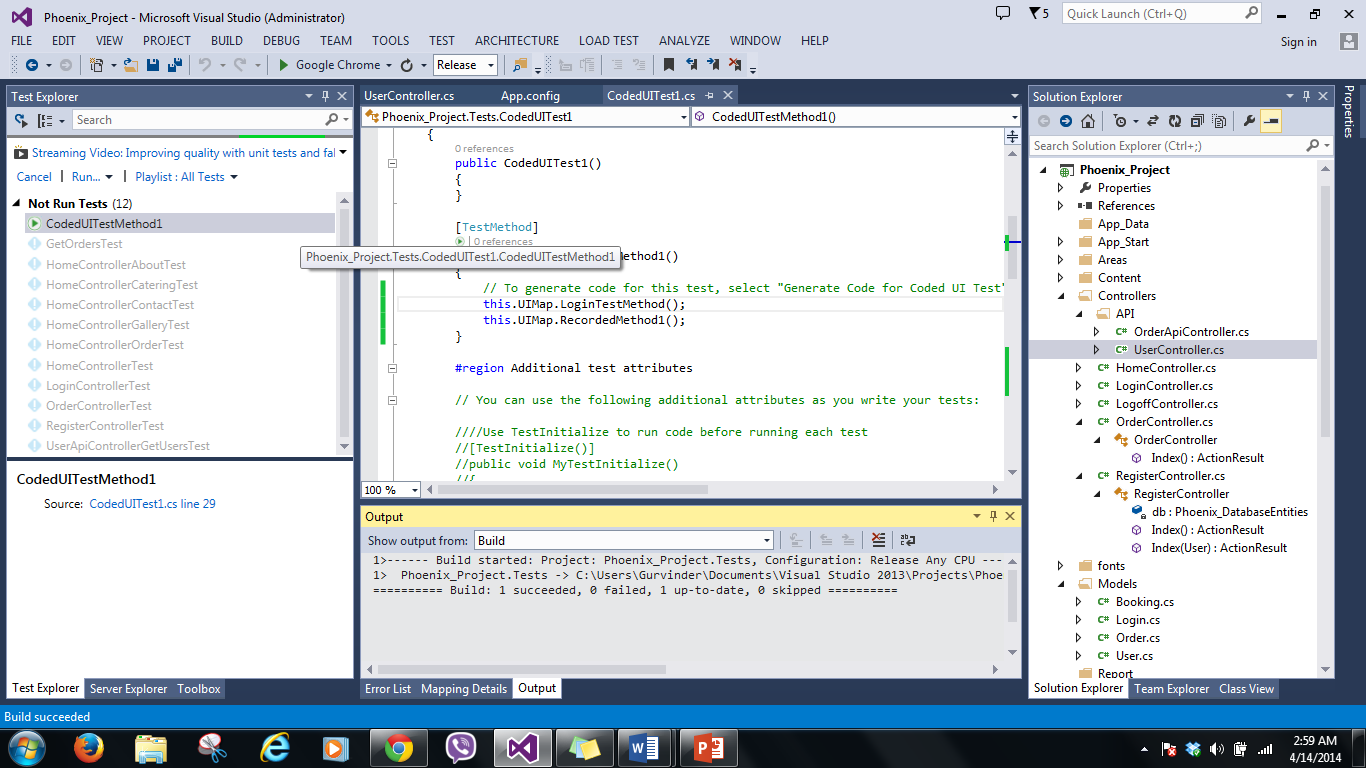 Phoenix_Project - Microsoft Visual Studio (Administrator)
5
Quick Launch (Ctrl+Q)
FILE EDIT VIEW PROJECT BUILD DEBUG TEAM TOOLS TEST ARCHITECTURE LOAD TEST ANALYZE WINDOW HELP
Sign in
Google Chrome
Release
Test Explorer
Search
Streaming Video: Improving quality with unit tests and fal
Cancel
Run...
Playlist : All Tests
Not Run Tests (12)
CodedUITestMethod1
GetOrdersTest
HomeControllerAboutTest
HomeControllerCateringTest
HomeControllerContactTest
HomeControllerGalleryTest
HomeControllerOrderTest
HomeControllerTest
LoginControllerTest
OrderControllerTest
RegisterControllerTest
UserApiControllerGetUsersTest
CodedUITestMethod1
Source: CodedUITest1.cs line 29
Test Explorer Server Explorer Toolbox
UserController.cs App.config CodedUITest1.cs
Phoenix_Project.Tests.CodedUITest1
CodedUITestMethod1()
{
0 references
public CodedUITest1()
{
}
[TestMethod]
0 references
Method1()
Phoenix_Project.Tests.CodedUITest1.CodedUITestMethod1
{
// To generate code for this test, select "Generate Code for Coded UI Test"
this.UIMap.LoginTestMethod();
this.UIMap.RecordedMethod1();
}
#region Additional test attributes
// You can use the following additional attributes as you write your tests:
////Use TestInitialize to run code before running each test
//[TestInitialize()]
//public void MyTestInitialize()
//{
100 %
Output
Show output from: Build
1>------ Build started: Project: Phoenix_Project.Tests, Configuration: Release Any CPU ---
1> Phoenix_Project.Tests -> C:\Users\Gurvinder\Documents\Visual Studio 2013\Projects\Phoe
========== Build: 1 succeeded, 0 failed, 1 up-to-date, 0 skipped ==========
Error List Mapping Details Output
Solution Explorer
Search Solution Explorer (Ctrl+;)
Phoenix_Project
Properties
References
App_Data
App_Start
Areas
Content
Controllers
API
OrderApiController.cs
UserController.cs
HomeController.cs
LoginController.cs
LogoffController.cs
OrderController.cs
OrderController
Index() : ActionResult
RegisterController.cs
RegisterController
db : Phoenix_DatabaseEntities
Index() : ActionResult
Index(User) : ActionResult
fonts
Models
Booking.cs
Login.cs
Order.cs
User.cs
Report
Solution Explorer Team Explorer Class View
Properties
Build succeeded
2:59 AM
4/14/2014